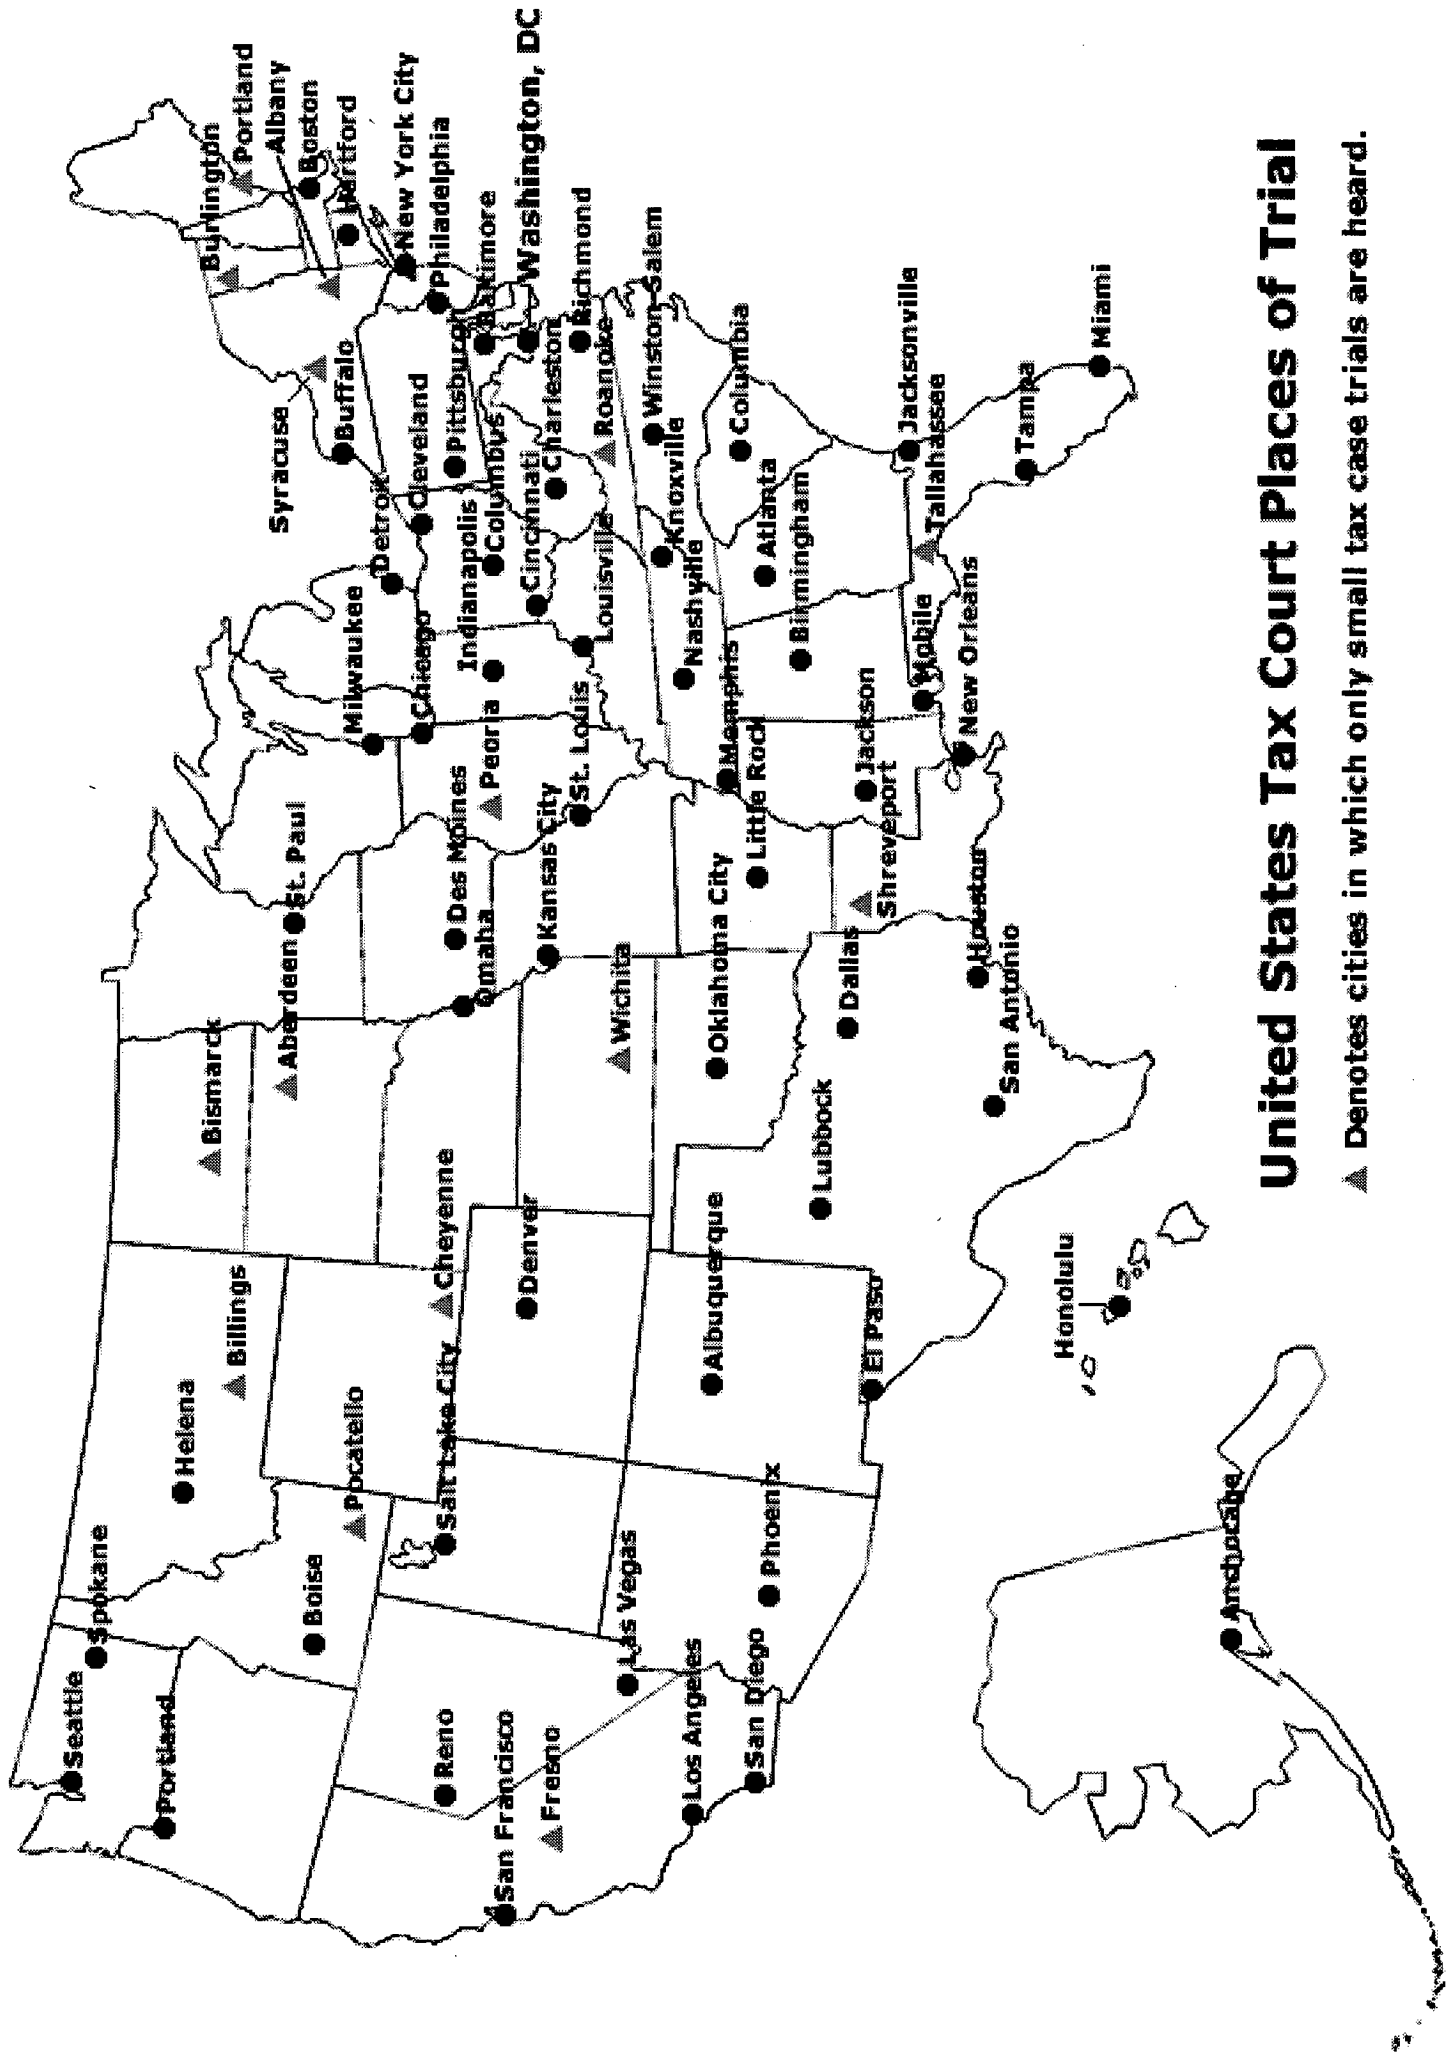 Seattle
Spokane
Portland
Helena
Billings
Bismarck
Aberdeen
St. Paul
Boise
Pocatello
Cheyenne
Salt Lake City
Reno
San Francisco
Fresno
Las Vegas
Los Angeles
San Diego
Phoenix
Denver
Albuquerque
El Paso
Lubbock
Dallas
San Antonio
Houston
Oklahoma City
Wichita
Omaha
Des Moines
Kansas City
St. Louis
Peoria
Milwaukee
Chicago
Indianapolis
Detroit
Cleveland
Columbus
Cincinnati
Louisville
Pittsburgh
Charleston
Syracuse
Buffalo
Burlington
Portland
Albany
Boston
Hartford
New York City
Philadelphia
Baltimore
Washington, DC
Richmond
Roanoke
Winston-Salem
Knoxville
Nashville
Memphis
Little Rock
Columbia
Atlanta
Birmingham
Jackson
Shreveport
Mobile
New Orleans
Jacksonville
Tallahassee
Tampa
Miami
Honolulu
Anchorage
United States Tax Court Places of Trial
Denotes cities in which only small tax case trials are heard.